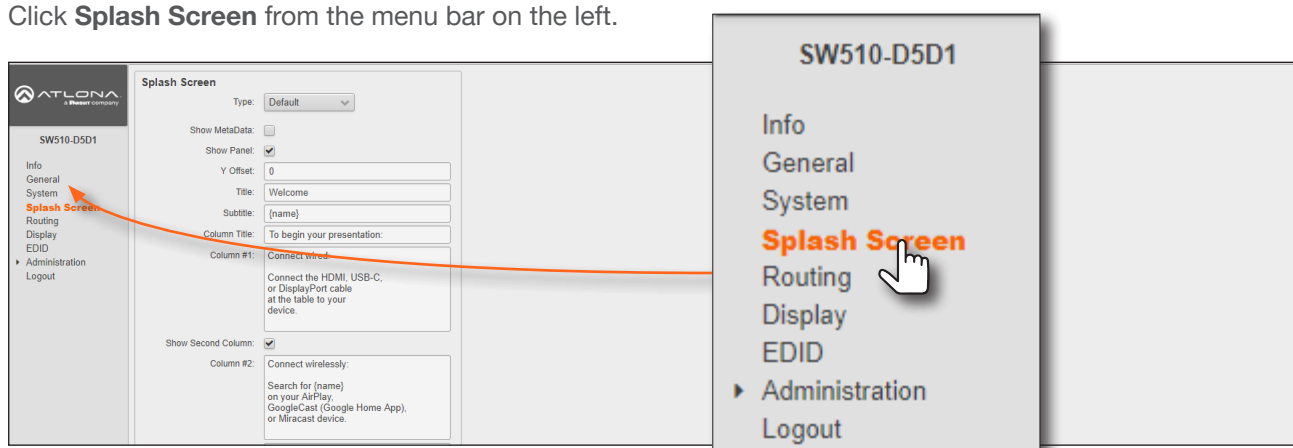 Click Splash Screen from the menu bar on the left.
ATLONA
a PANDUIT company
SW510-D5D1
Info
General
System
Splash Screen
Routing
Display
EDID
Administration
Logout
Splash Screen
Type: Default
Show MetaData:
Show Panel:
Y Offset: 0
Title: Welcome
Subtitle: {name}
Column Title: To begin your presentation:
Column #1: Connect wired:
Connect the HDMI, USB-C,
or DisplayPort cable
at the table to your
device.
Show Second Column:
Column #2: Connect wirelessly:
Search for {name}
on your AirPlay,
GoogleCast (Google Home App),
or Miracast device.
SW510-D5D1
Info
General
System
Splash Screen
Routing
Display
EDID
Administration
Logout